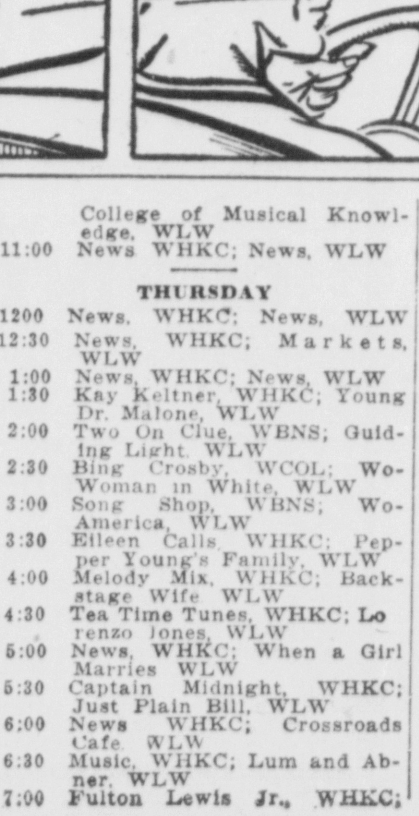 College of Musical Knowl-
edge, WLW
11:00 News WHKC; News, WLW
THURSDAY
1200 News. WHKC; News, WLW
12:30 News, WHKC; Markets,
WLW
1:00 News, WHKC; News, WLW
1:30 Kay Keltner, WHKC; Young
Dr. Malone, WLW
2:00 Two On Clue, WBNS; Guid-
ing Light. WLW
2:30 Bing Crosby, WCOL; Wo-
Woman in White, WLW
3:00 Song Shop, WBNS; Wo-
America, WLW
3:30 Eileen Calls, WHKC; Pep-
per Young's Family, WLW
4:00 Melody Mix, WHKC; Back-
stage Wife WLW
4:30 Tea Time Tunes, WHKC; Lo
renzo Jones, WLW
5:00 News, WHKC; When a Girl
Marries WLW
5:30 Captain Midnight, WHKC;
Just Plain Bill, WLW
6:00 News WHKC; Crossroads
Cafe. WLW
6:30 Music, WHKC; Lum and Ab-
ner. WLW
7:00 Fulton Lewis Jr., WHKC;